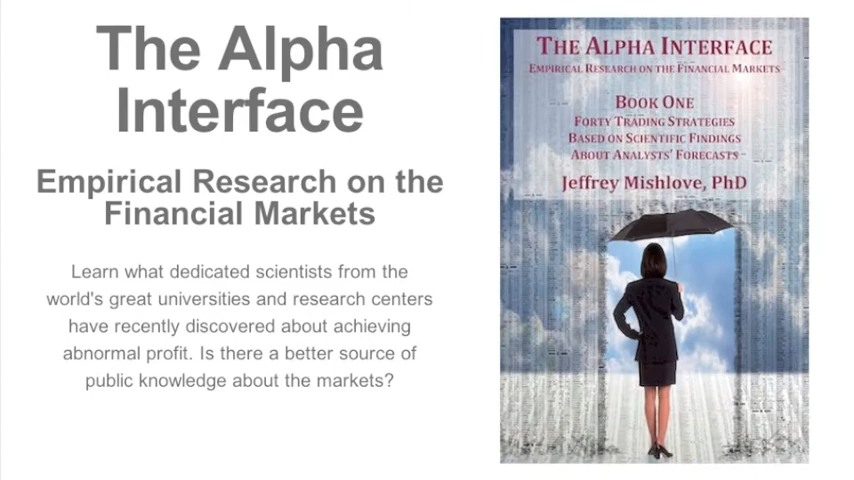 The Alpha
Interface
Empirical Research on the
Financial Markets
Learn what dedicated scientists from the
world's great universities and research centers
have recently discovered about achieving
abnormal profit. Is there a better source of
public knowledge about the markets?
THE ALPHA INTERFACE
EMPIRICAL RESEARCH ON THE FINANCIAL MARKETS
BOOK ONE
FORTY TRADING STRATEGIES
BASED ON SCIENTIFIC FINDINGS
ABOUT ANALYSTS' FORECASTS
Jeffrey Mishlove, PhD